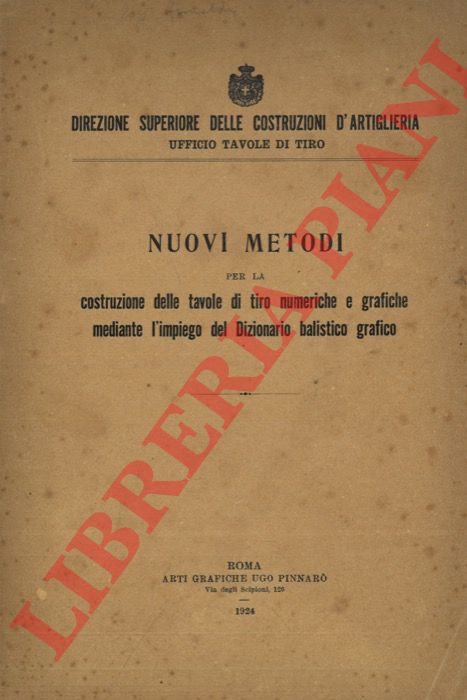 DIREZIONE SUPERIORE DELLE COSTRUZIONI D'ARTIGLIERIA
UFFICIO TAVOLE DI TIRO
NUOVI METODI
PER LA
costruzione delle tavole di tiro numeriche e grafiche
mediante l'impiego del Dizionario balistico grafico
ROMA
ARTI GRAFICHE UGO PINNARÒ
Via degli Scipioni, 126
1924
LIBRERIA PIANI